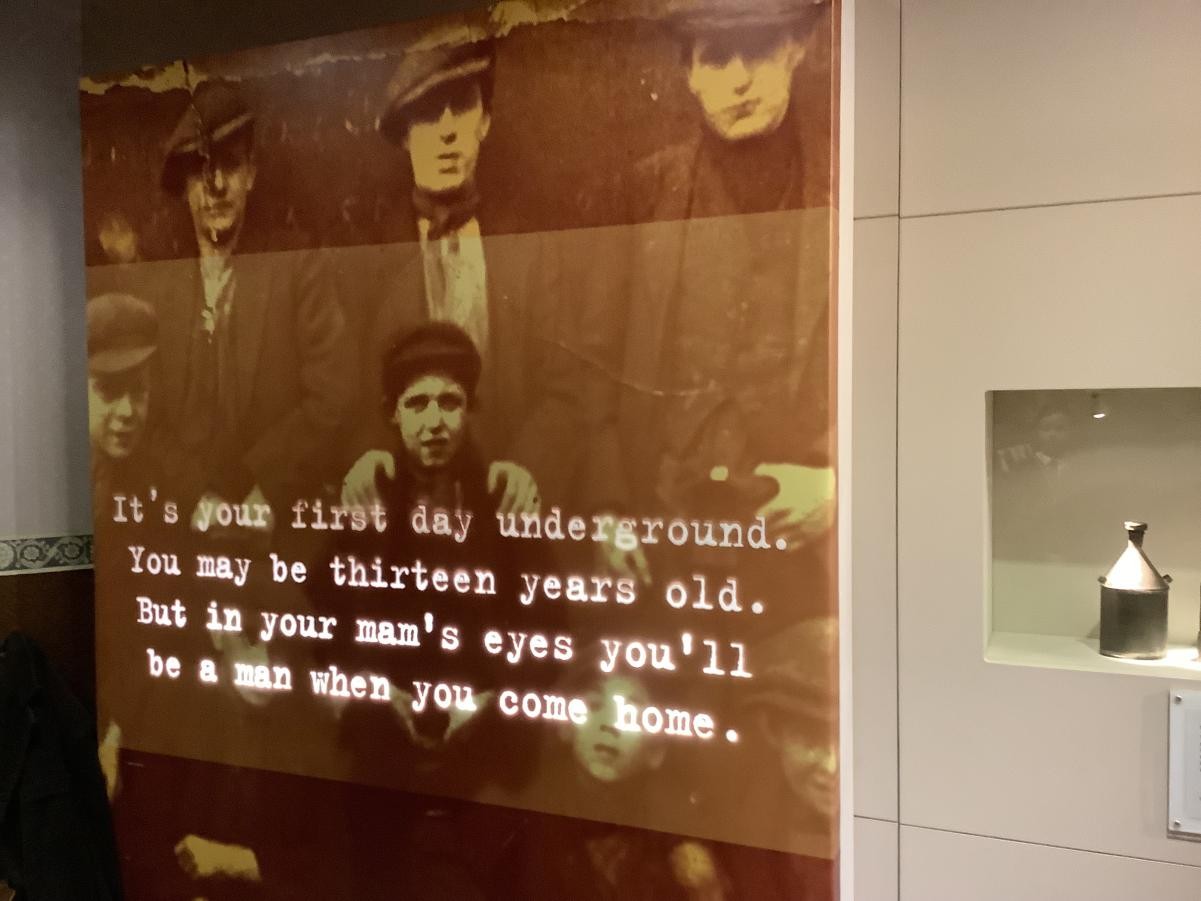 It's your first day underground.
You may be thirteen years old.
But in your mam's eyes you'll
be a man when you come home.